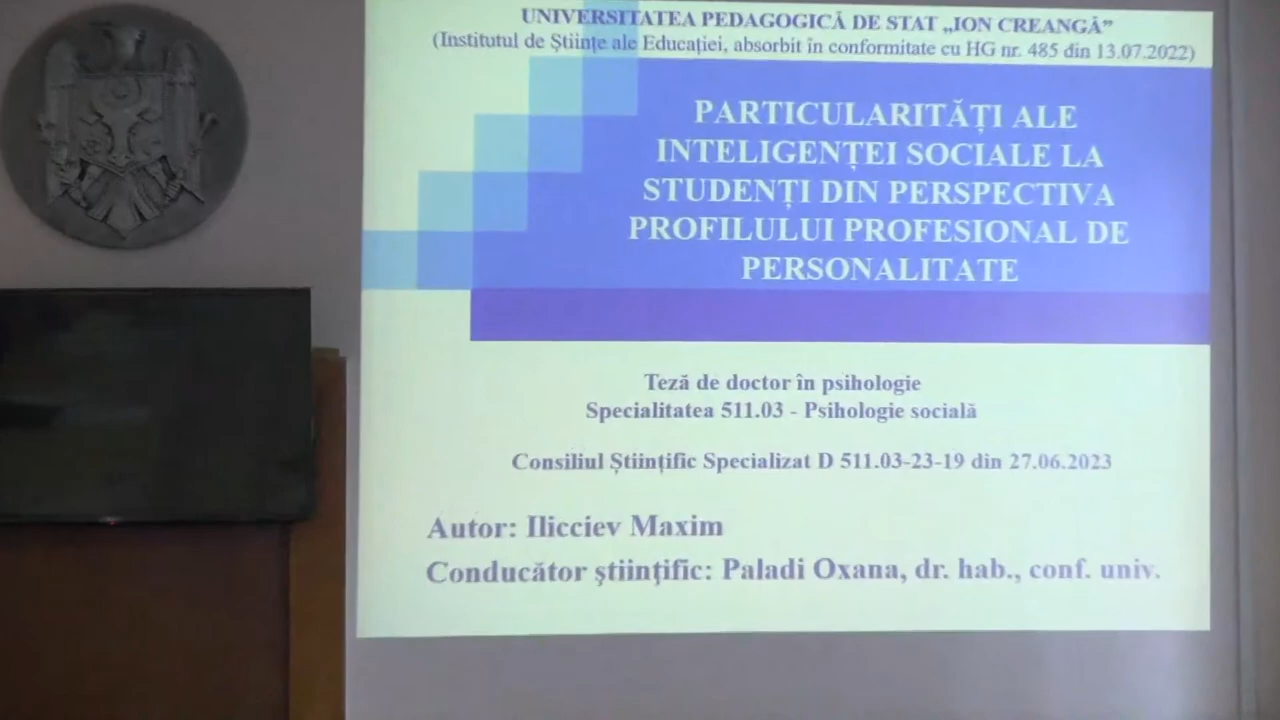 UNIVERSITATEA PEDAGOGICĂ DE STAT „ION CREANGĂ”
(Institutul de Științe ale Educației, absorbit în conformitate cu HG nr. 485 din 13.07.2022)
PARTICULARITĂȚI ALE
INTELIGENȚEI SOCIALE LA
STUDENȚI DIN PERSPECTIVA
PROFILULUI PROFESIONAL DE
PERSONALITATE
Teză de doctor în psihologie
Specialitatea 511.03 - Psihologie socială
Consiliul Științific Specializat D 511.03-23-19 din 27.06.2023
Autor: Ilicciev Maxim
Conducător ştiinţific: Paladi Oxana, dr. hab., conf. univ.